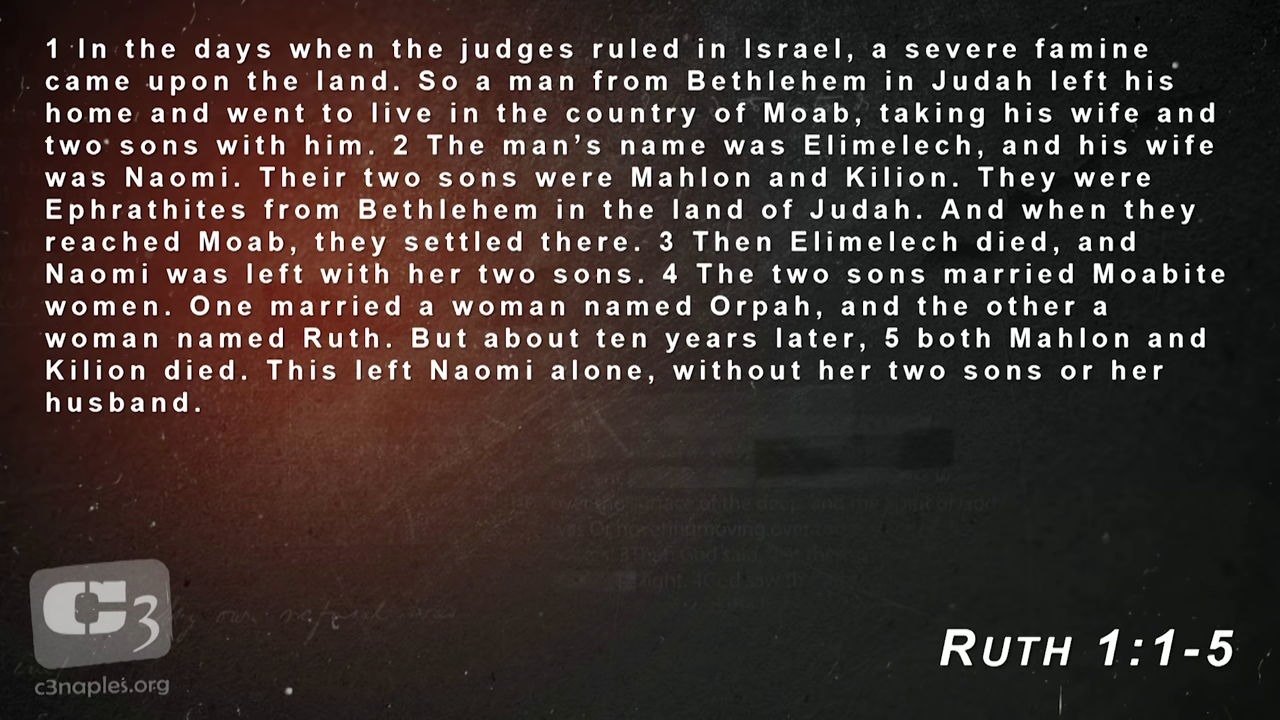 1 In the days when the judges ruled in Israel, a severe famine
came upon the land. So a man from Bethlehem in Judah left his
home and went to live in the country of Moab, taking his wife and
two sons with him. 2 The man’s name was Elimelech, and his wife
was Naomi. Their two sons were Mahlon and Kilion. They were
Ephrathites from Bethlehem in the land of Judah. And when they
reached Moab, they settled there. 3 Then Elimelech died, and
Naomi was left with her two sons. 4 The two sons married Moabite
women. One married a woman named Orpah, and the other a
woman named Ruth. But about ten years later, 5 both Mahlon and
Kilion died. This left Naomi alone, without her two sons or her
husband.
C3
c3naples.org
RUTH 1:1-5